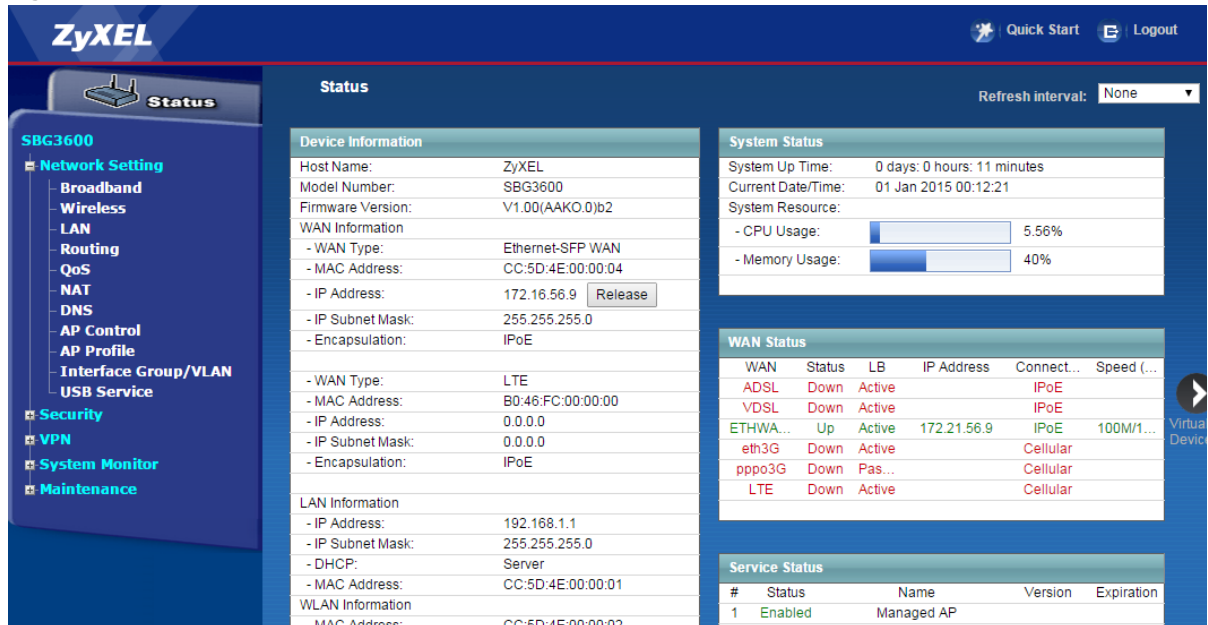 ZyXEL
Quick Start Logout
Status
Status
Refresh interval: None
SBG3600
Network Setting
Broadband
Wireless
LAN
Routing
QoS
NAT
DNS
AP Control
AP Profile
Interface Group/VLAN
USB Service
Security
VPN
System Monitor
Maintenance
Device Information
Host Name: ZyXEL
Model Number: SBG3600
Firmware Version: V1.00(AAKO.0)b2
WAN Information
- WAN Type: Ethernet-SFP WAN
- MAC Address: CC:5D:4E:00:00:04
- IP Address: 172.16.56.9 Release
- IP Subnet Mask: 255.255.255.0
- Encapsulation: IPoE
- WAN Type: LTE
- MAC Address: B0:46:FC:00:00:00
- IP Address: 0.0.0.0
- IP Subnet Mask: 0.0.0.0
- Encapsulation: IPoE
LAN Information
- IP Address: 192.168.1.1
- IP Subnet Mask: 255.255.255.0
- DHCP: Server
- MAC Address: CC:5D:4E:00:00:01
WLAN Information
- MAC Address: CC:5D:4E:00:00:02
System Status
System Up Time: 0 days: 0 hours: 11 minutes
Current Date/Time: 01 Jan 2015 00:12:21
System Resource:
- CPU Usage: 5.56%
- Memory Usage: 40%
WAN Status
WAN Status LB IP Address Connect... Speed (...
ADSL Down Active IPoE
VDSL Down Active IPoE
ETHWA... Up Active 172.21.56.9 IPoE 100M/1...
eth3G Down Active Cellular
pppo3G Down Pas... Cellular
LTE Down Active Cellular
Service Status
# Status Name Version Expiration
1 Enabled Managed AP
Virtual
Device